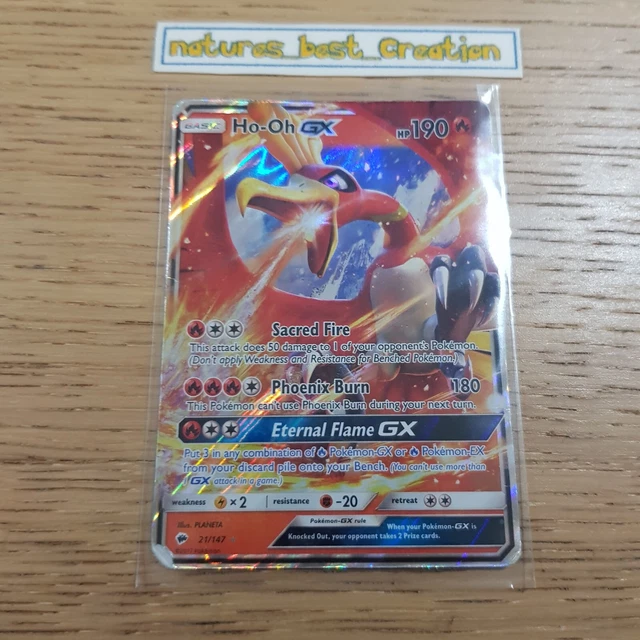 natures_best_Creation
BASIC Ho-Oh GX HP190
Sacred Fire
This attack does 50 damage to 1 of your opponent's Pokémon.
(Don't apply Weakness and Resistance for Benched Pokémon.)
Phoenix Burn 180
This Pokémon can't use Phoenix Burn during your next turn.
Eternal Flame GX
Put 3 in any combination of Pokémon-GX or Pokémon-EX
from your discard pile onto your Bench. (You can't use more than
1 GX attack in a game.)
weakness ×2 resistance -20 retreat
Illus. PLANETA
21/147
Pokémon-GX rule
When your Pokémon-GX is
Knocked Out, your opponent takes 2 Prize cards.